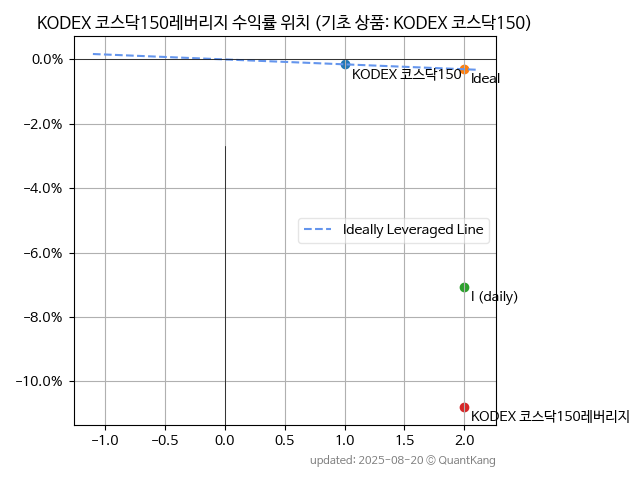 KODEX 코스닥150레버리지 수익률 위치 (기초 상품: KODEX 코스닥150)
0.0%
KODEX 코스닥150
Ideal
−2.0%
−4.0%
Ideally Leveraged Line
−6.0%
I (daily)
−8.0%
−10.0%
KODEX 코스닥150레버리지
−1.0 −0.5 0.0 0.5 1.0 1.5 2.0
updated: 2025-08-20 © QuantKang